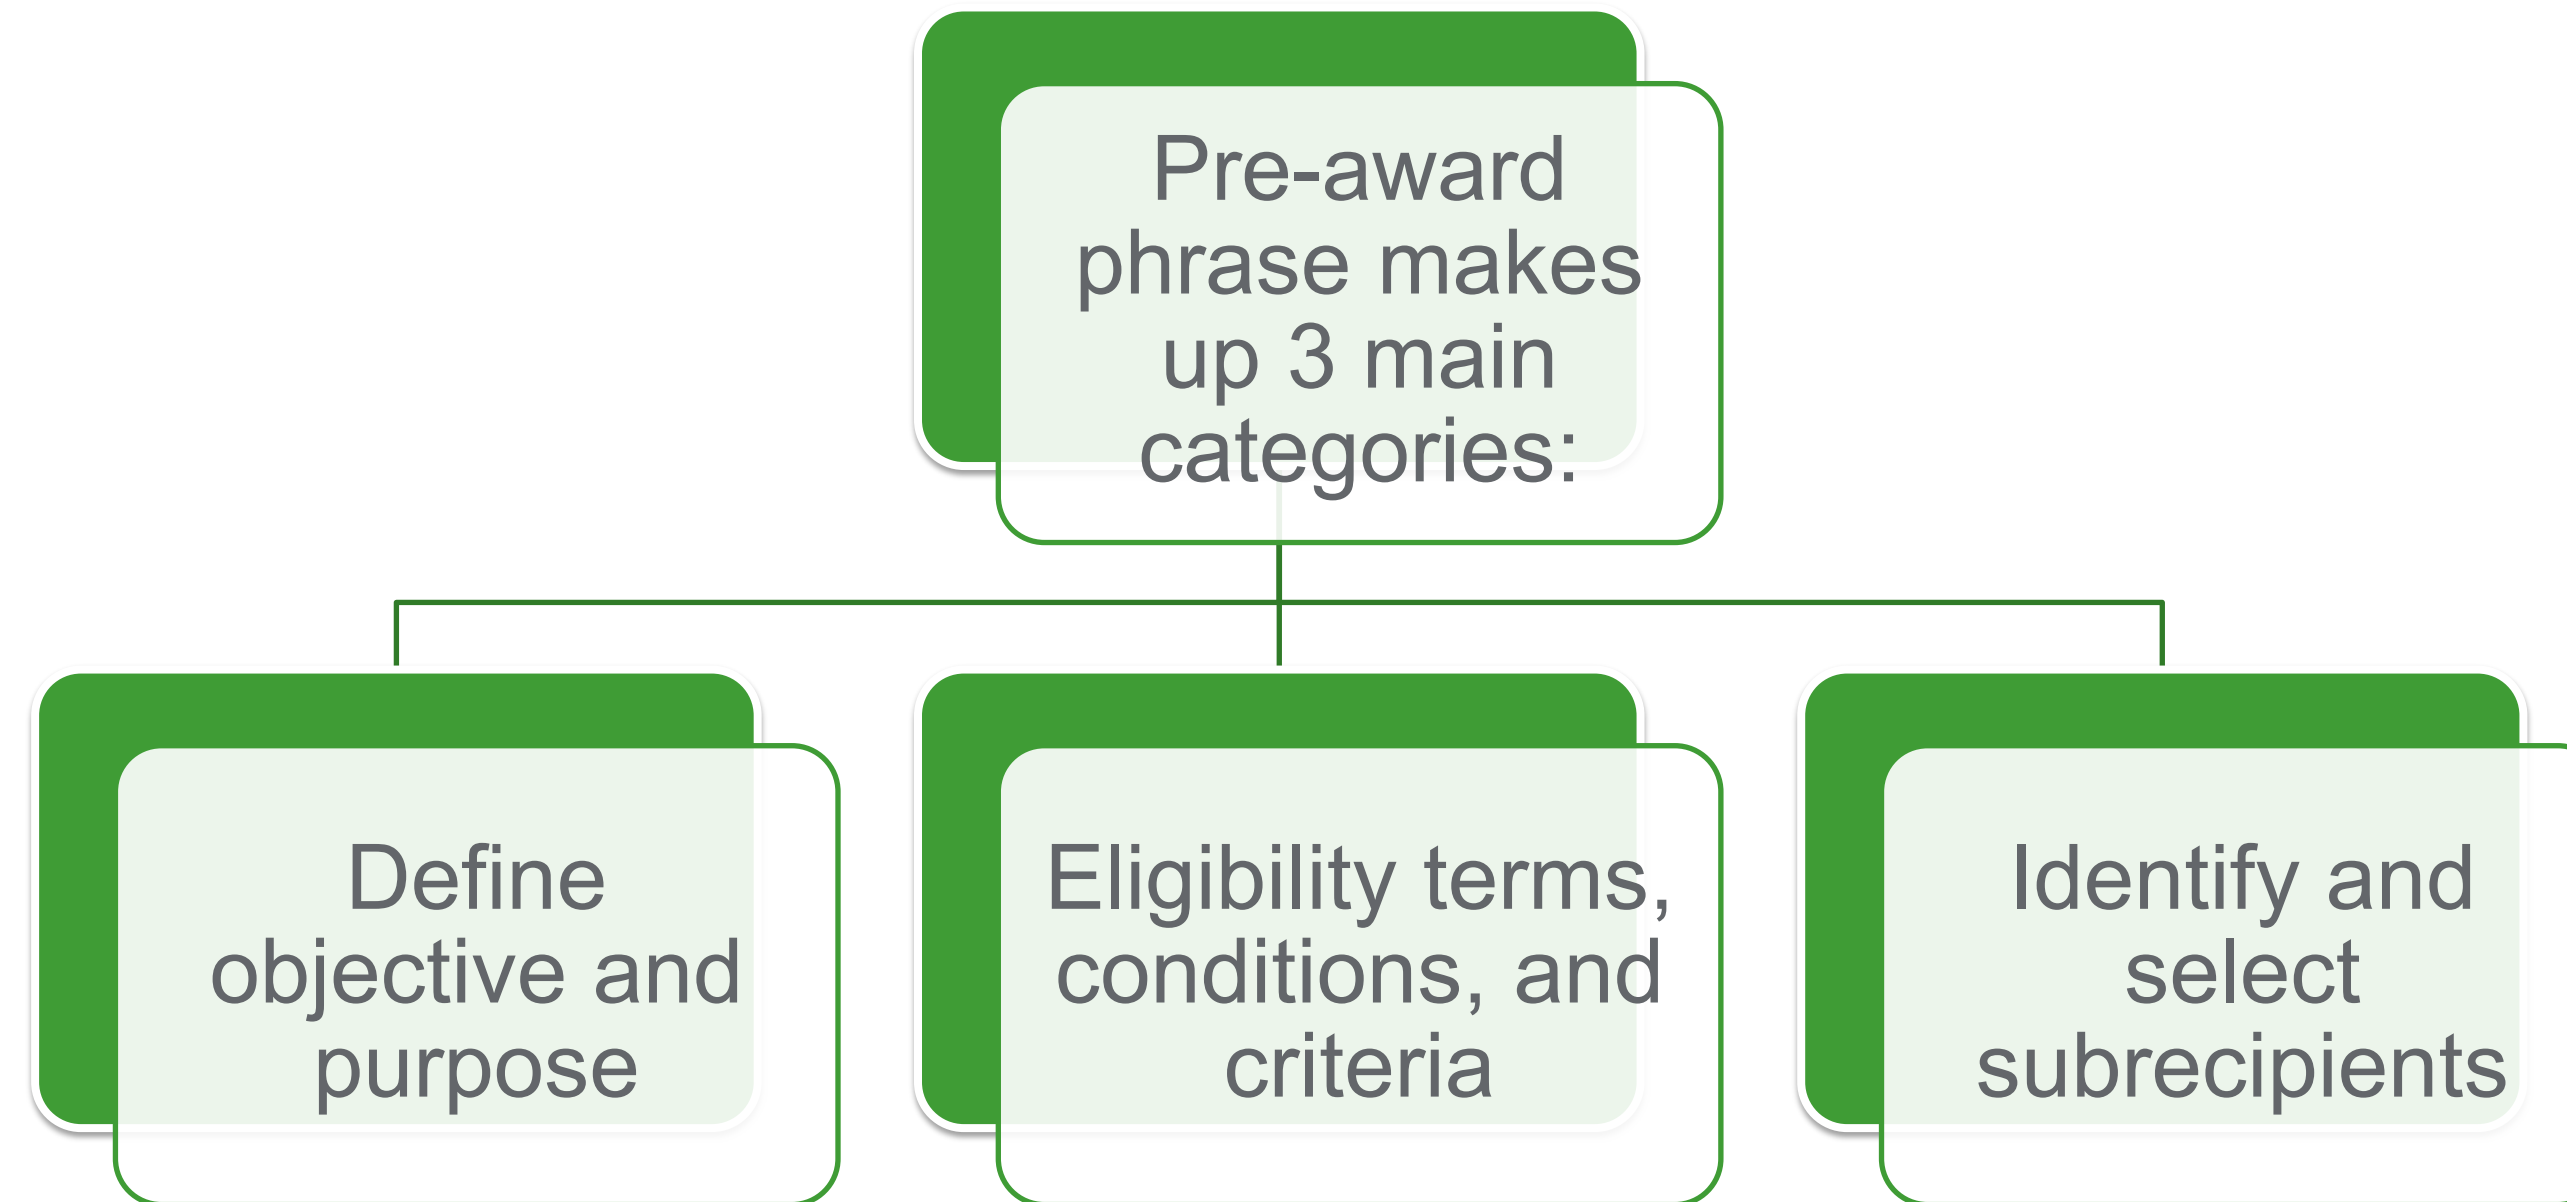 Pre-award
phrase makes
up 3 main
categories:
Define
objective and
purpose
Eligibility terms,
conditions, and
criteria
Identify and
select
subrecipients